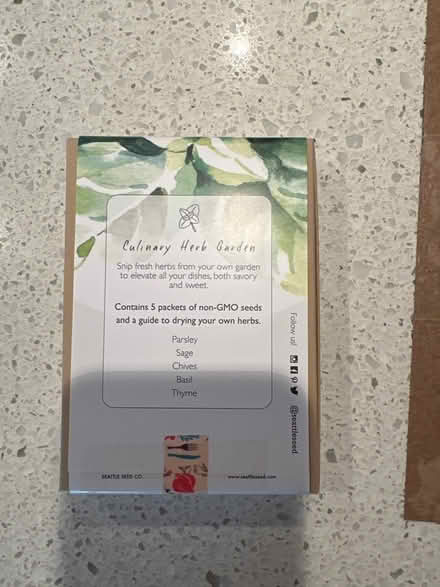 Culinary Herb Garden
Snip fresh herbs from your own garden
to elevate all your dishes, both savory
and sweet.
Contains 5 packets of non-GMO seeds
and a guide to drying your own herbs.
Parsley
Sage
Chives
Basil
Thyme
Follow us!
@seattleseed
SEATTLE SEED CO.
www.seattleseed.com